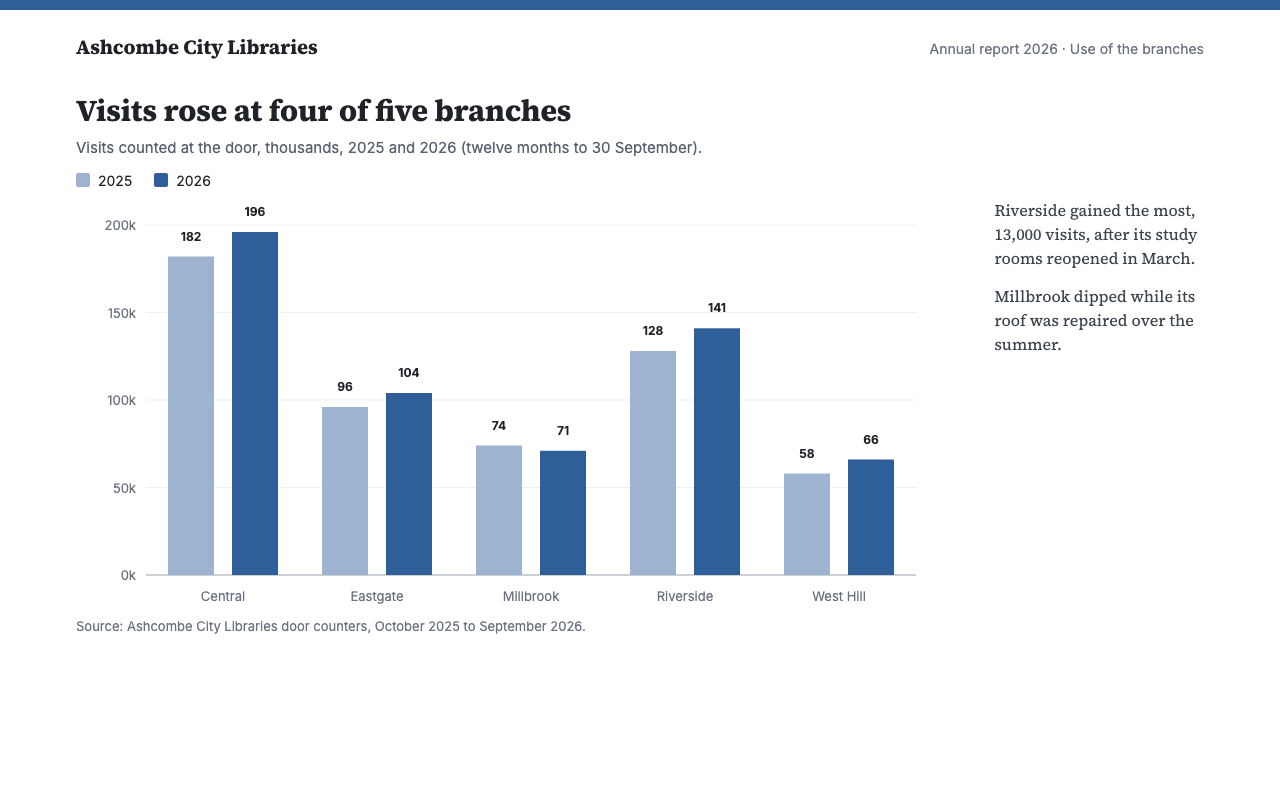 Ashcombe City Libraries
Annual report 2026 · Use of the branches
Visits rose at four of five branches
Visits counted at the door, thousands, 2025 and 2026 (twelve months to 30 September).
2025
2026
200k
150k
100k
50k
0k
182
196
96
104
74
71
128
141
58
66
Central
Eastgate
Millbrook
Riverside
West Hill
Riverside gained the most,
13,000 visits, after its study
rooms reopened in March.
Millbrook dipped while its
roof was repaired over the
summer.
Source: Ashcombe City Libraries door counters, October 2025 to September 2026.